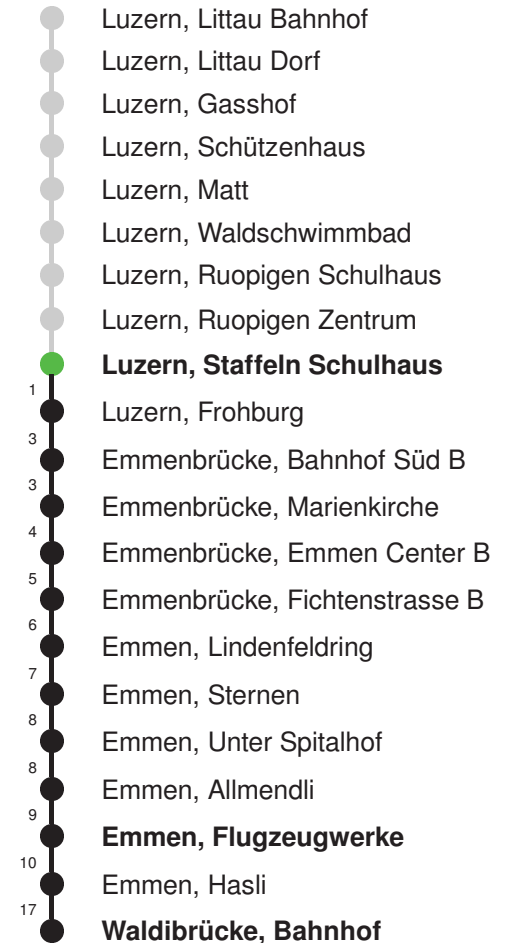 Luzern, Littau Bahnhof
Luzern, Littau Dorf
Luzern, Gasshof
Luzern, Schützenhaus
Luzern, Matt
Luzern, Waldschwimmbad
Luzern, Ruopigen Schulhaus
Luzern, Ruopigen Zentrum
Luzern, Staffeln Schulhaus
1 Luzern, Frohburg
3 Emmenbrücke, Bahnhof Süd B
3 Emmenbrücke, Marienkirche
4 Emmenbrücke, Emmen Center B
5 Emmenbrücke, Fichtenstrasse B
6 Emmen, Lindenfeldring
7 Emmen, Sternen
8 Emmen, Unter Spitalhof
8 Emmen, Allmendli
9 Emmen, Flugzeugwerke
10 Emmen, Hasli
17 Waldibrücke, Bahnhof